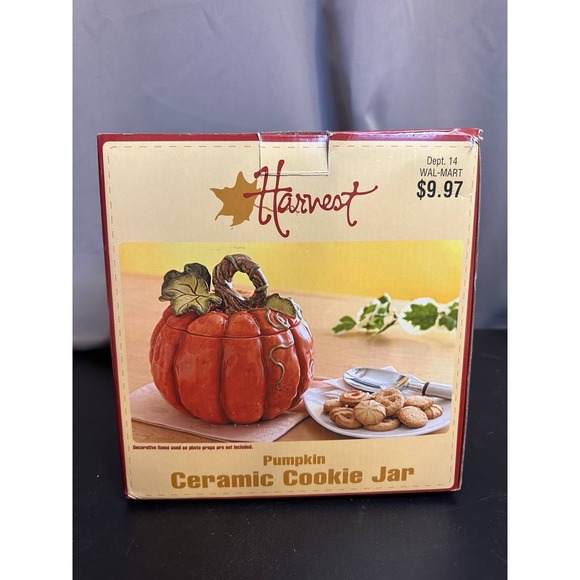 Harvest
Dept. 14
WAL-MART
$9.97
Decorative items used as photo props are not included.
Pumpkin
Ceramic Cookie Jar